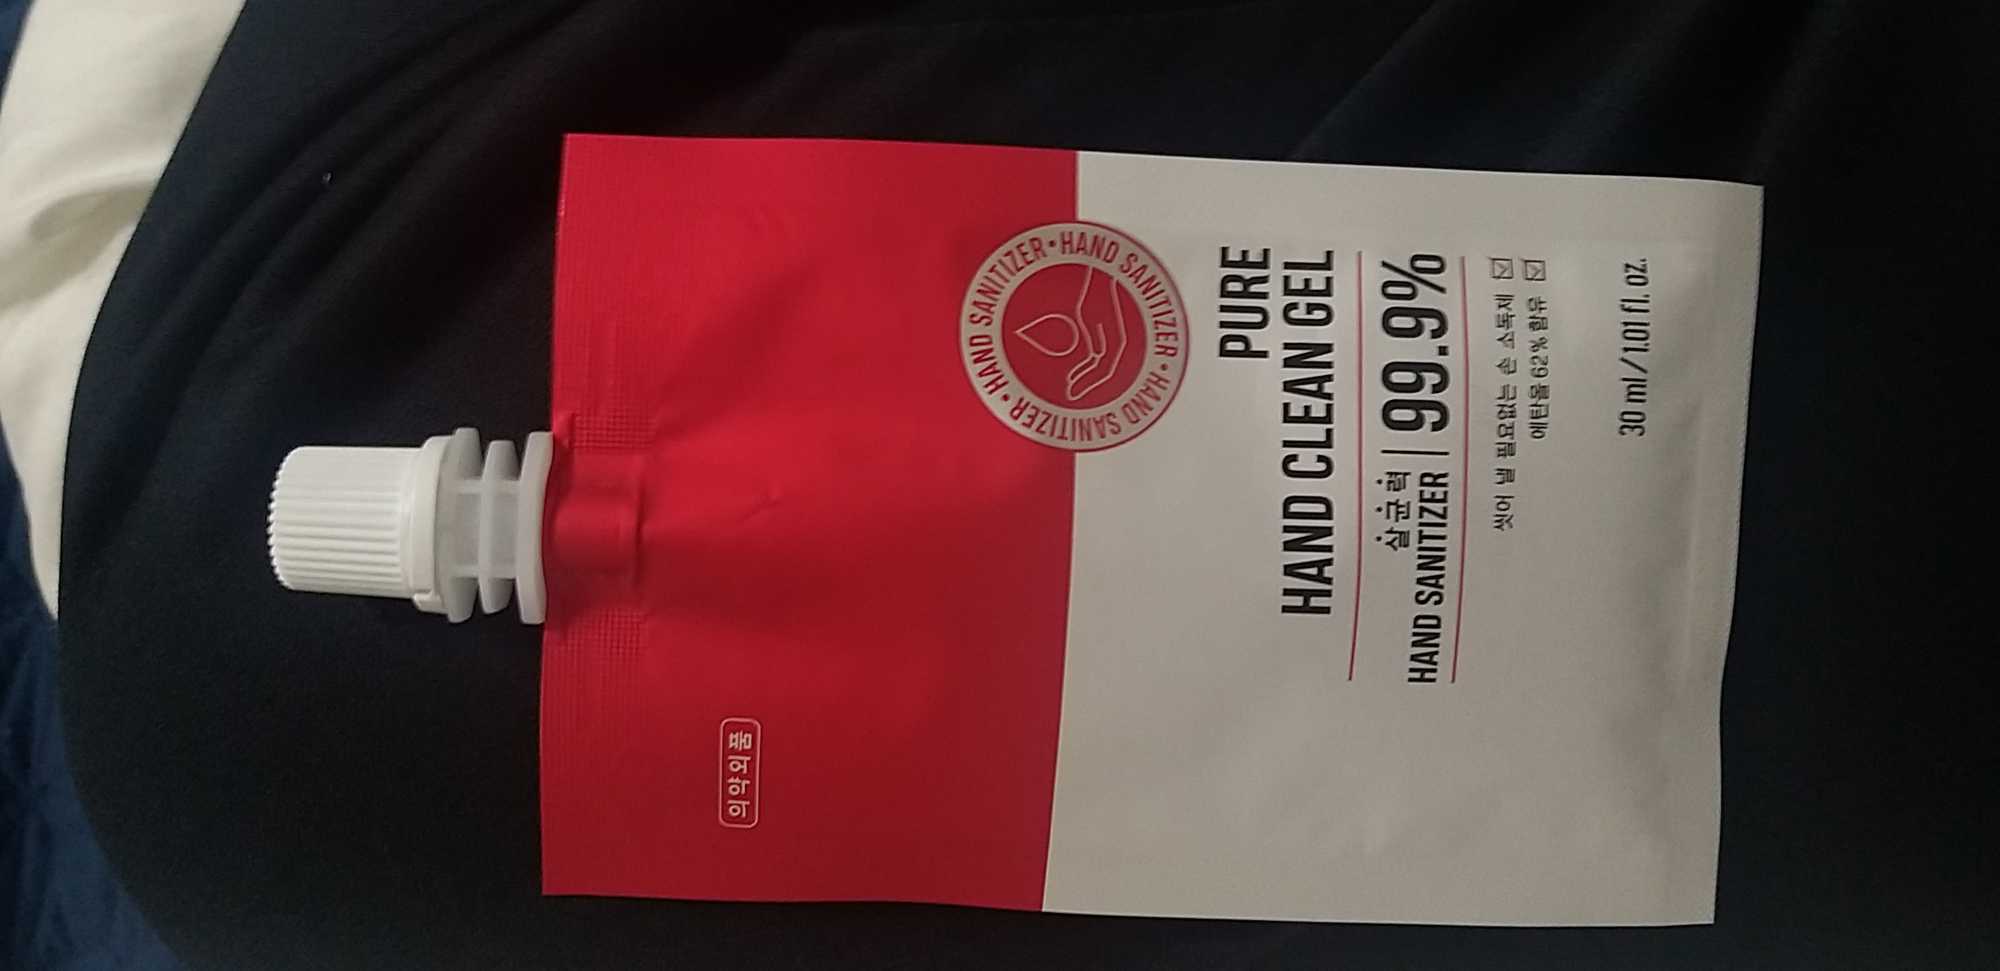 의약외품
HAND SANITIZER • HAND SANITIZER • HAND SANITIZER •
PURE
HAND CLEAN GEL
살균력
HAND SANITIZER | 99.9%
씻어 낼 필요없는 손 소독제 ☑
에탄올 62% 함유 ☑
30 ml / 1.01 fl. oz.